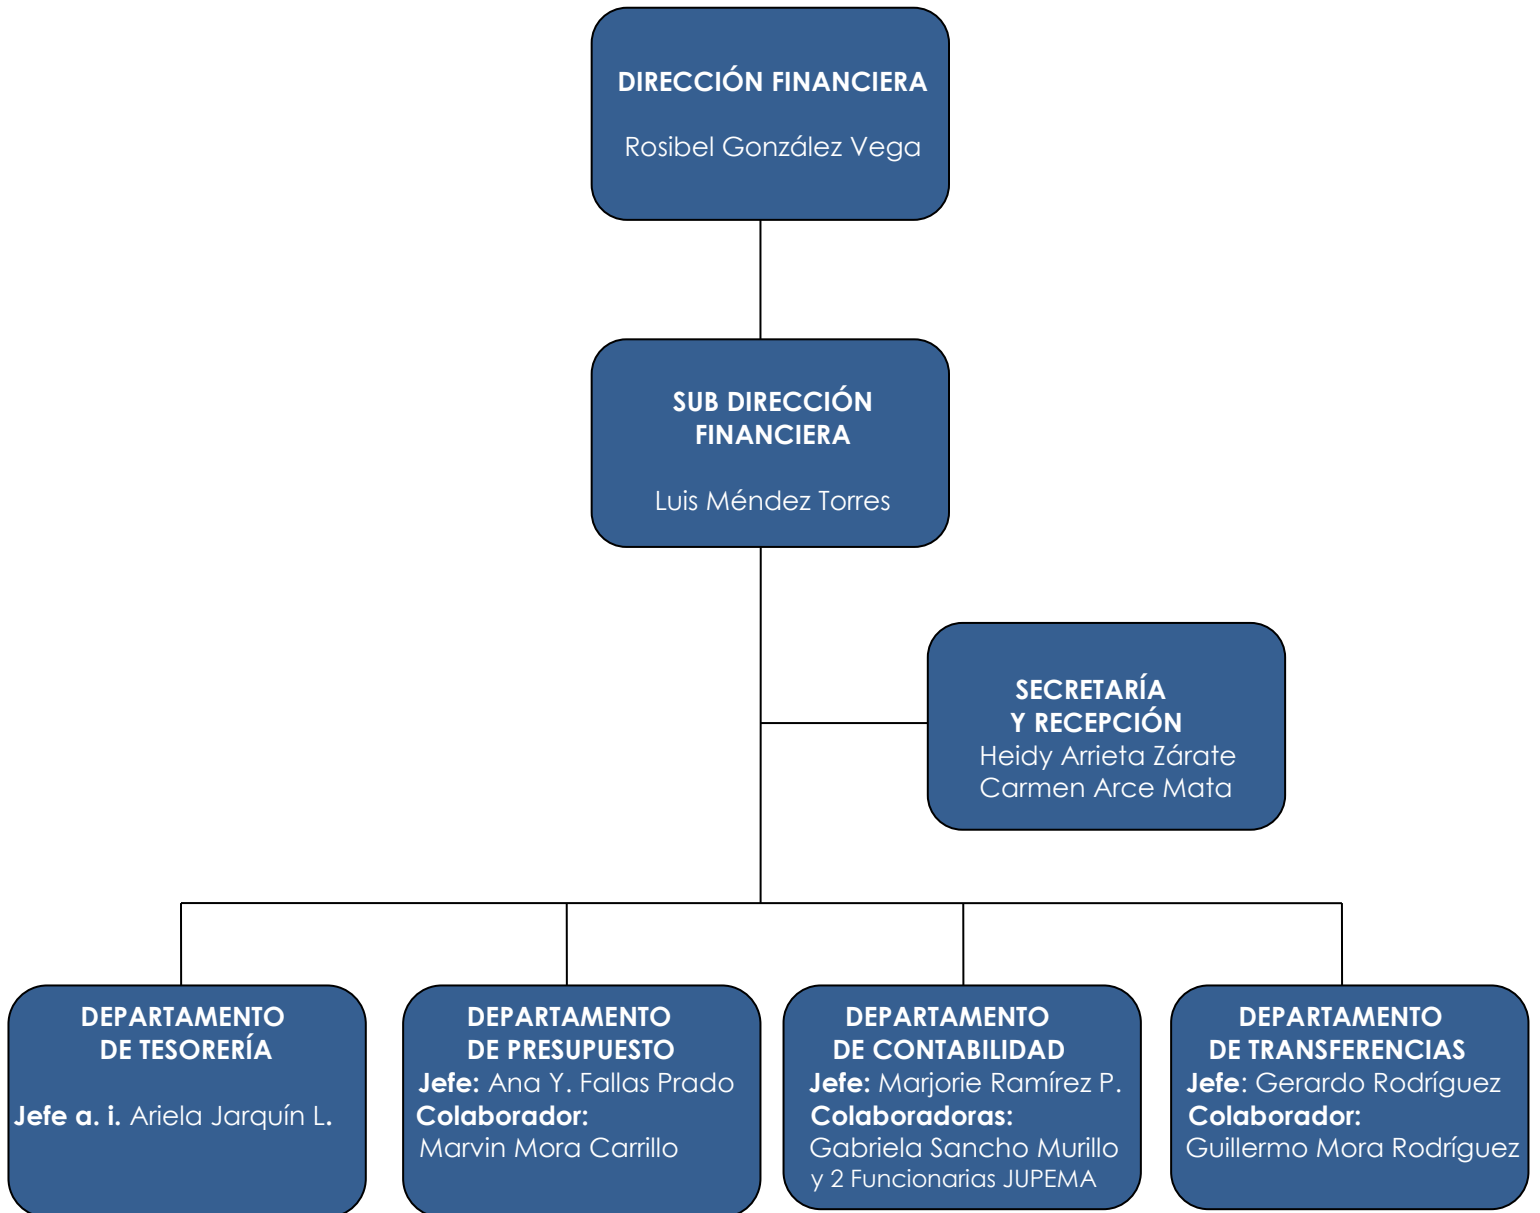 DIRECCIÓN FINANCIERA
Rosibel González Vega
SUB DIRECCIÓN
FINANCIERA
Luis Méndez Torres
SECRETARÍA
Y RECEPCIÓN
Heidy Arrieta Zárate
Carmen Arce Mata
DEPARTAMENTO
DE TESORERÍA
Jefe a. i. Ariela Jarquín L.
DEPARTAMENTO
DE PRESUPUESTO
Jefe: Ana Y. Fallas Prado
Colaborador:
Marvin Mora Carrillo
DEPARTAMENTO
DE CONTABILIDAD
Jefe: Marjorie Ramírez P.
Colaboradoras:
Gabriela Sancho Murillo
y 2 Funcionarias JUPEMA
DEPARTAMENTO
DE TRANSFERENCIAS
Jefe: Gerardo Rodríguez
Colaborador:
Guillermo Mora Rodríguez